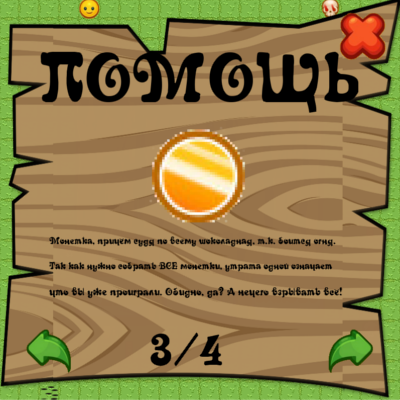 ПОМОЩЬ
Монетка, причем судя по всему шоколадная, т.к. боится огня.
Так как нужно собрать ВСЕ монетки, утрата одной означает
что вы уже проиграли. Обидно, да? А нечего взрывать всё!
3/4